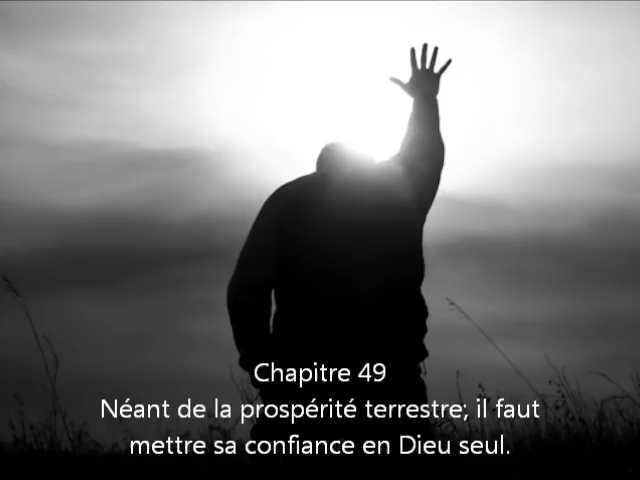 Chapitre 49
Néant de la prospérité terrestre; il faut
mettre sa confiance en Dieu seul.